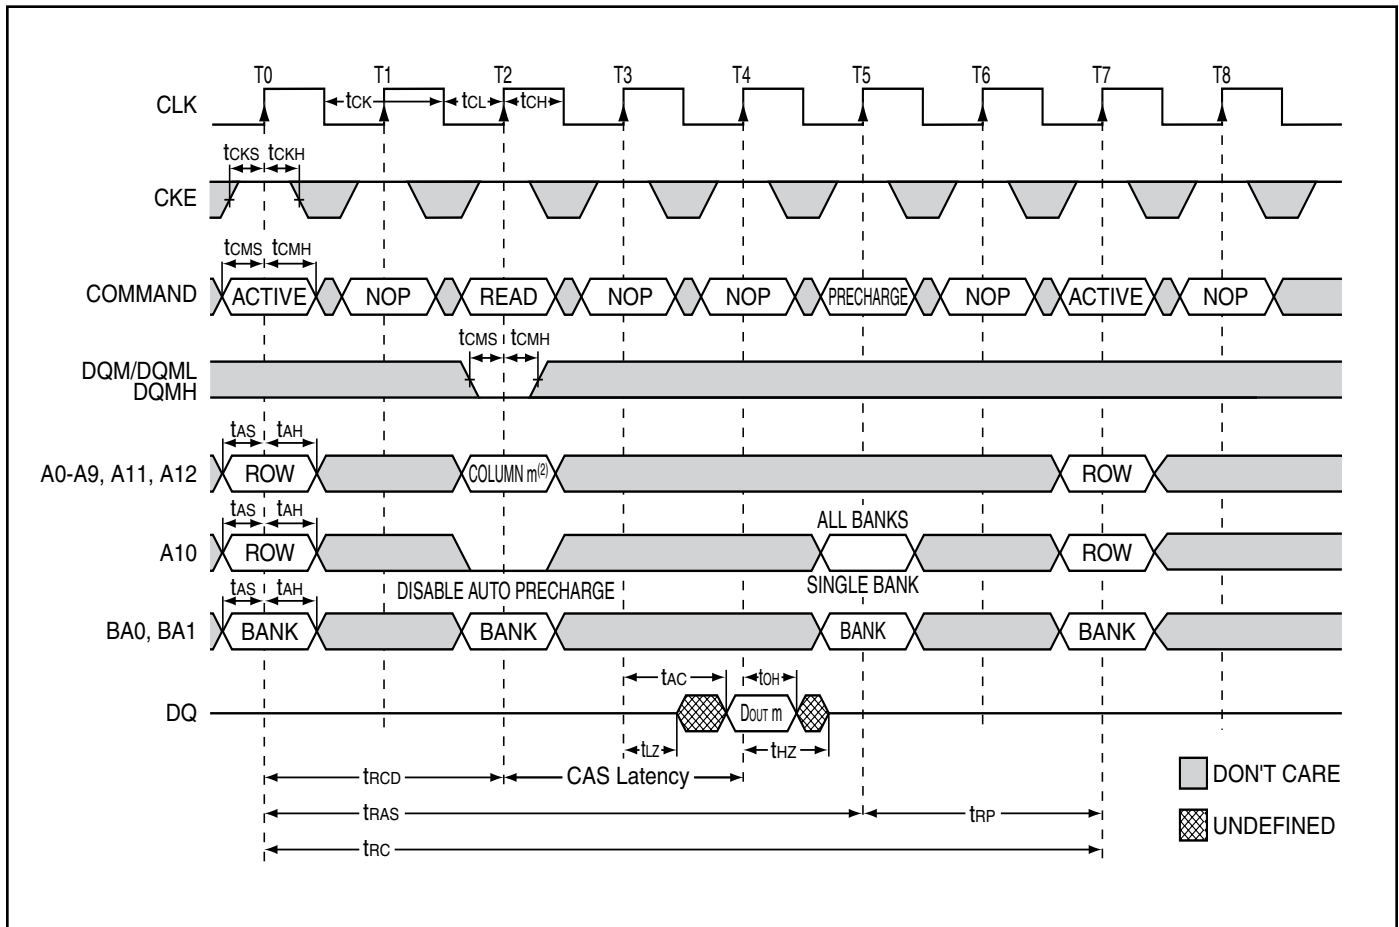 T0 T1 T2 T3 T4 T5 T6 T7 T8
CLK tCK tCL tCH
tCKS tCKH
CKE
tCMS tCMH
COMMAND ACTIVE NOP READ NOP NOP PRECHARGE NOP ACTIVE NOP
tCMS tCMH
DQM/DQML
DQMH
tAS tAH
A0-A9, A11, A12 ROW COLUMN m(2) ROW
tAS tAH ALL BANKS
A10 ROW ROW
tAS tAH DISABLE AUTO PRECHARGE SINGLE BANK
BA0, BA1 BANK BANK BANK BANK
tAC tOH
DQ DOUT m
tLZ tHZ
tRCD CAS Latency DON'T CARE
tRAS tRP
UNDEFINED
tRC